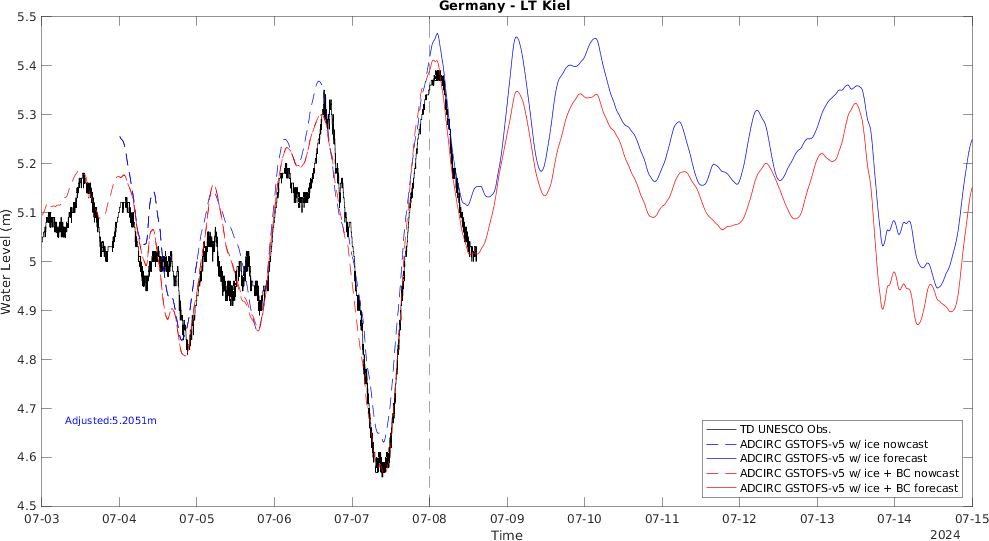 Germany - LT Kiel
5.5
5.4
5.3
5.2
5.1
5
4.9
4.8
4.7
4.6
4.5
Water Level (m)
Adjusted:5.2051m
TD UNESCO Obs.
ADCIRC GSTOFS-v5 w/ ice nowcast
ADCIRC GSTOFS-v5 w/ ice forecast
ADCIRC GSTOFS-v5 w/ ice + BC nowcast
ADCIRC GSTOFS-v5 w/ ice + BC forecast
07-03 07-04 07-05 07-06 07-07 07-08 07-09 07-10 07-11 07-12 07-13 07-14 07-15
Time
2024